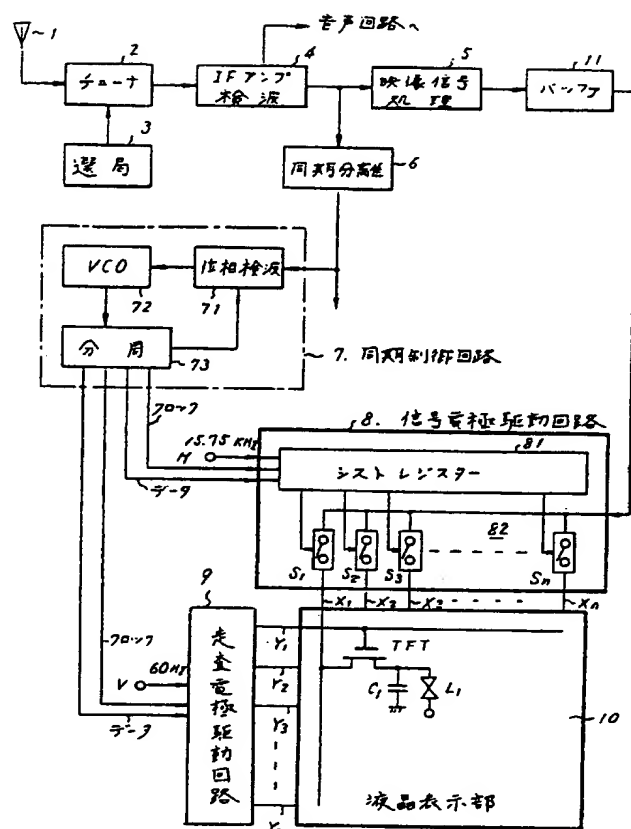 音声回路へ
1
2
4
5
11
チューナ
IFアンプ
検波
映像信号
処理
バッファ
3
選局
同期分離
6
VCO
位相検波
72
71
分周
73
7. 同期制御回路
クロック
8. 信号電極駆動回路
15.75 KHz
H
81
シストレジスター
データ
82
S1
S2
S3
Sn
9
X1
X2
X3
Xn
クロック
60Hz
V
データ
走査電極駆動回路
Y1
Y2
Y3
TFT
C1
L1
10
液晶表示部